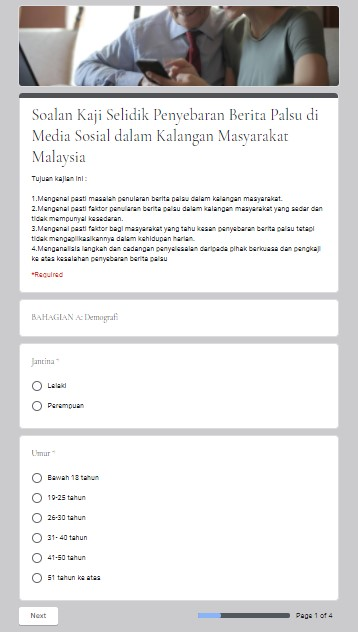 Soalan Kaji Selidik Penyebaran Berita Palsu di
Media Sosial dalam Kalangan Masyarakat
Malaysia
Tujuan kajian ini :
1.Mengenal pasti masalah penularan berita palsu dalam kalangan masyarakat.
2.Mengenal pasti faktor penularan berita palsu dalam kalangan masyarakat yang sedar dan
tidak mempunyai kesedaran.
3.Mengenal pasti faktor bagi masyarakat yang tahu kesan penyebaran berita palsu tetapi
tidak mengaplikasikannya dalam kehidupan harian.
4.Menganalisis langkah dan cadangan penyelesaian daripada pihak berkuasa dan pengkaji
ke atas kesalahan penyebaran berita palsu
*Required
BAHAGIAN A: Demografi
Jantina *
Lelaki
Perempuan
Umur *
Bawah 18 tahun
19-25 tahun
26-30 tahun
31- 40 tahun
41-50 tahun
51 tahun ke atas
Next
Page 1 of 4